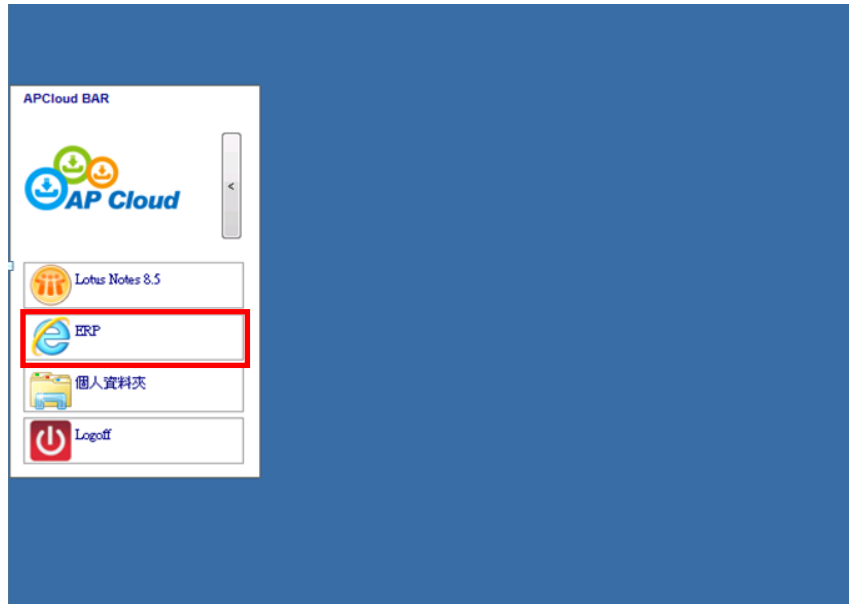 APCloud BAR
AP Cloud
<
Lotus Notes 8.5
ERP
個人資料夾
Logoff